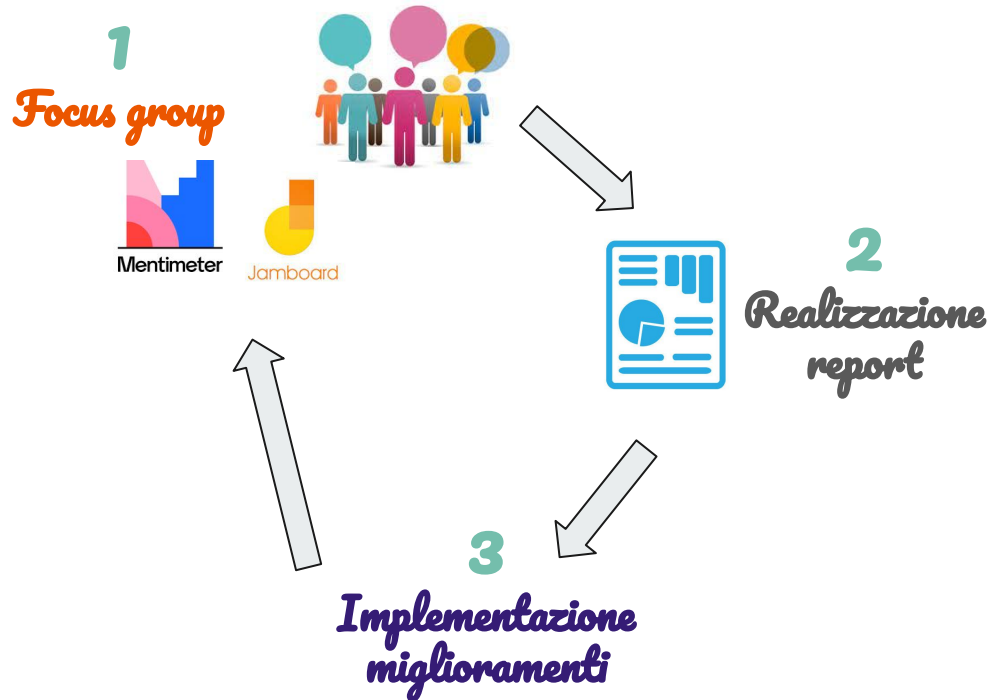 1
Focus group
Mentimeter
Jamboard
2
Realizzazione
report
3
Implementazione
miglioramenti